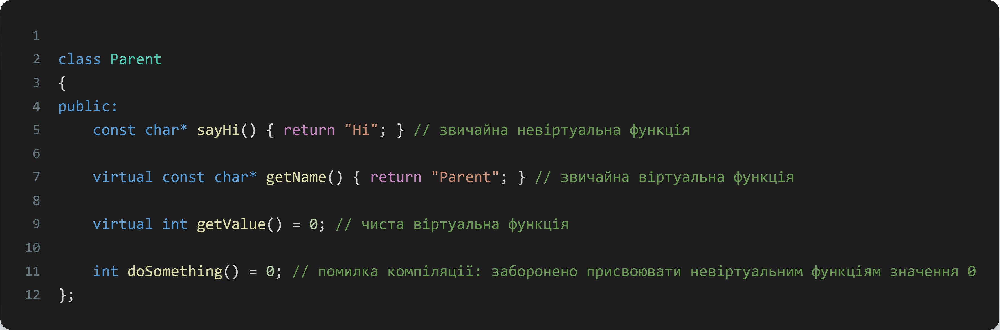 1
2 class Parent
3 {
4 public:
5     const char* sayHi() { return "Hi"; } // звичайна невіртуальна функція
6
7     virtual const char* getName() { return "Parent"; } // звичайна віртуальна функція
8
9     virtual int getValue() = 0; // чиста віртуальна функція
10
11     int doSomething() = 0; // помилка компіляції: заборонено присвоювати невіртуальним функціям значення 0
12 };